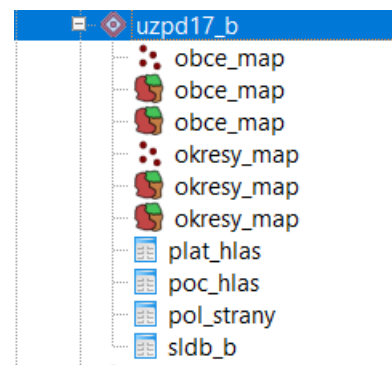 uzpd17_b
obce_map
obce_map
obce_map
okresy_map
okresy_map
okresy_map
plat_hlas
poc_hlas
pol_strany
sldb_b